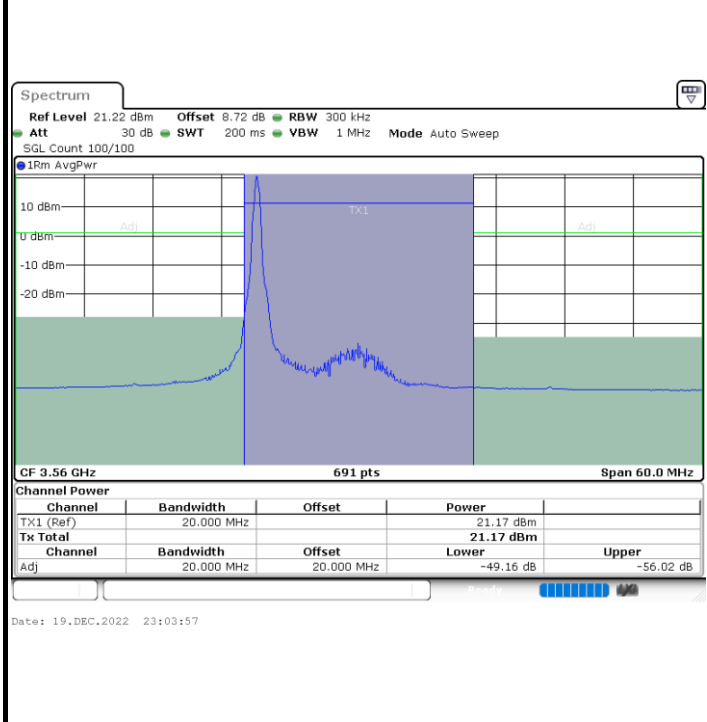 Spectrum
Ref Level 21.22 dBm Offset 8.72 dB RBW 300 kHz
Att 30 dB SWT 200 ms VBW 1 MHz Mode Auto Sweep
SGL Count 100/100
1Rm AvgPwr
10 dBm
TX1
Adj Adj
0 dBm
-10 dBm
-20 dBm
CF 3.56 GHz 691 pts Span 60.0 MHz
Channel Power
Channel Bandwidth Offset Power
TX1 (Ref) 20.000 MHz 21.17 dBm
Tx Total 21.17 dBm
Channel Bandwidth Offset Lower Upper
Adj 20.000 MHz 20.000 MHz -49.16 dB -56.02 dB
Ready
Date: 19.DEC.2022 23:03:57